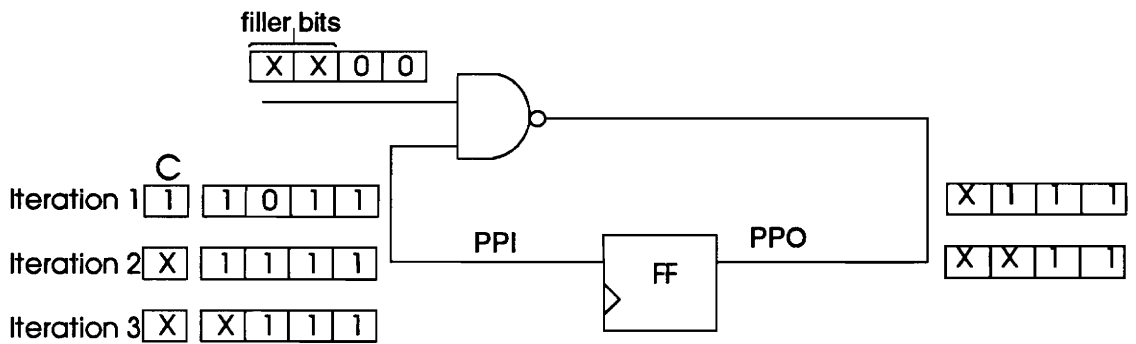 filler bits
X X 0 0
C
Iteration 1 1 1 0 1 1
X 1 1 1
PPI
PPO
FF
Iteration 2 X 1 1 1 1
X X 1 1
Iteration 3 X X 1 1 1